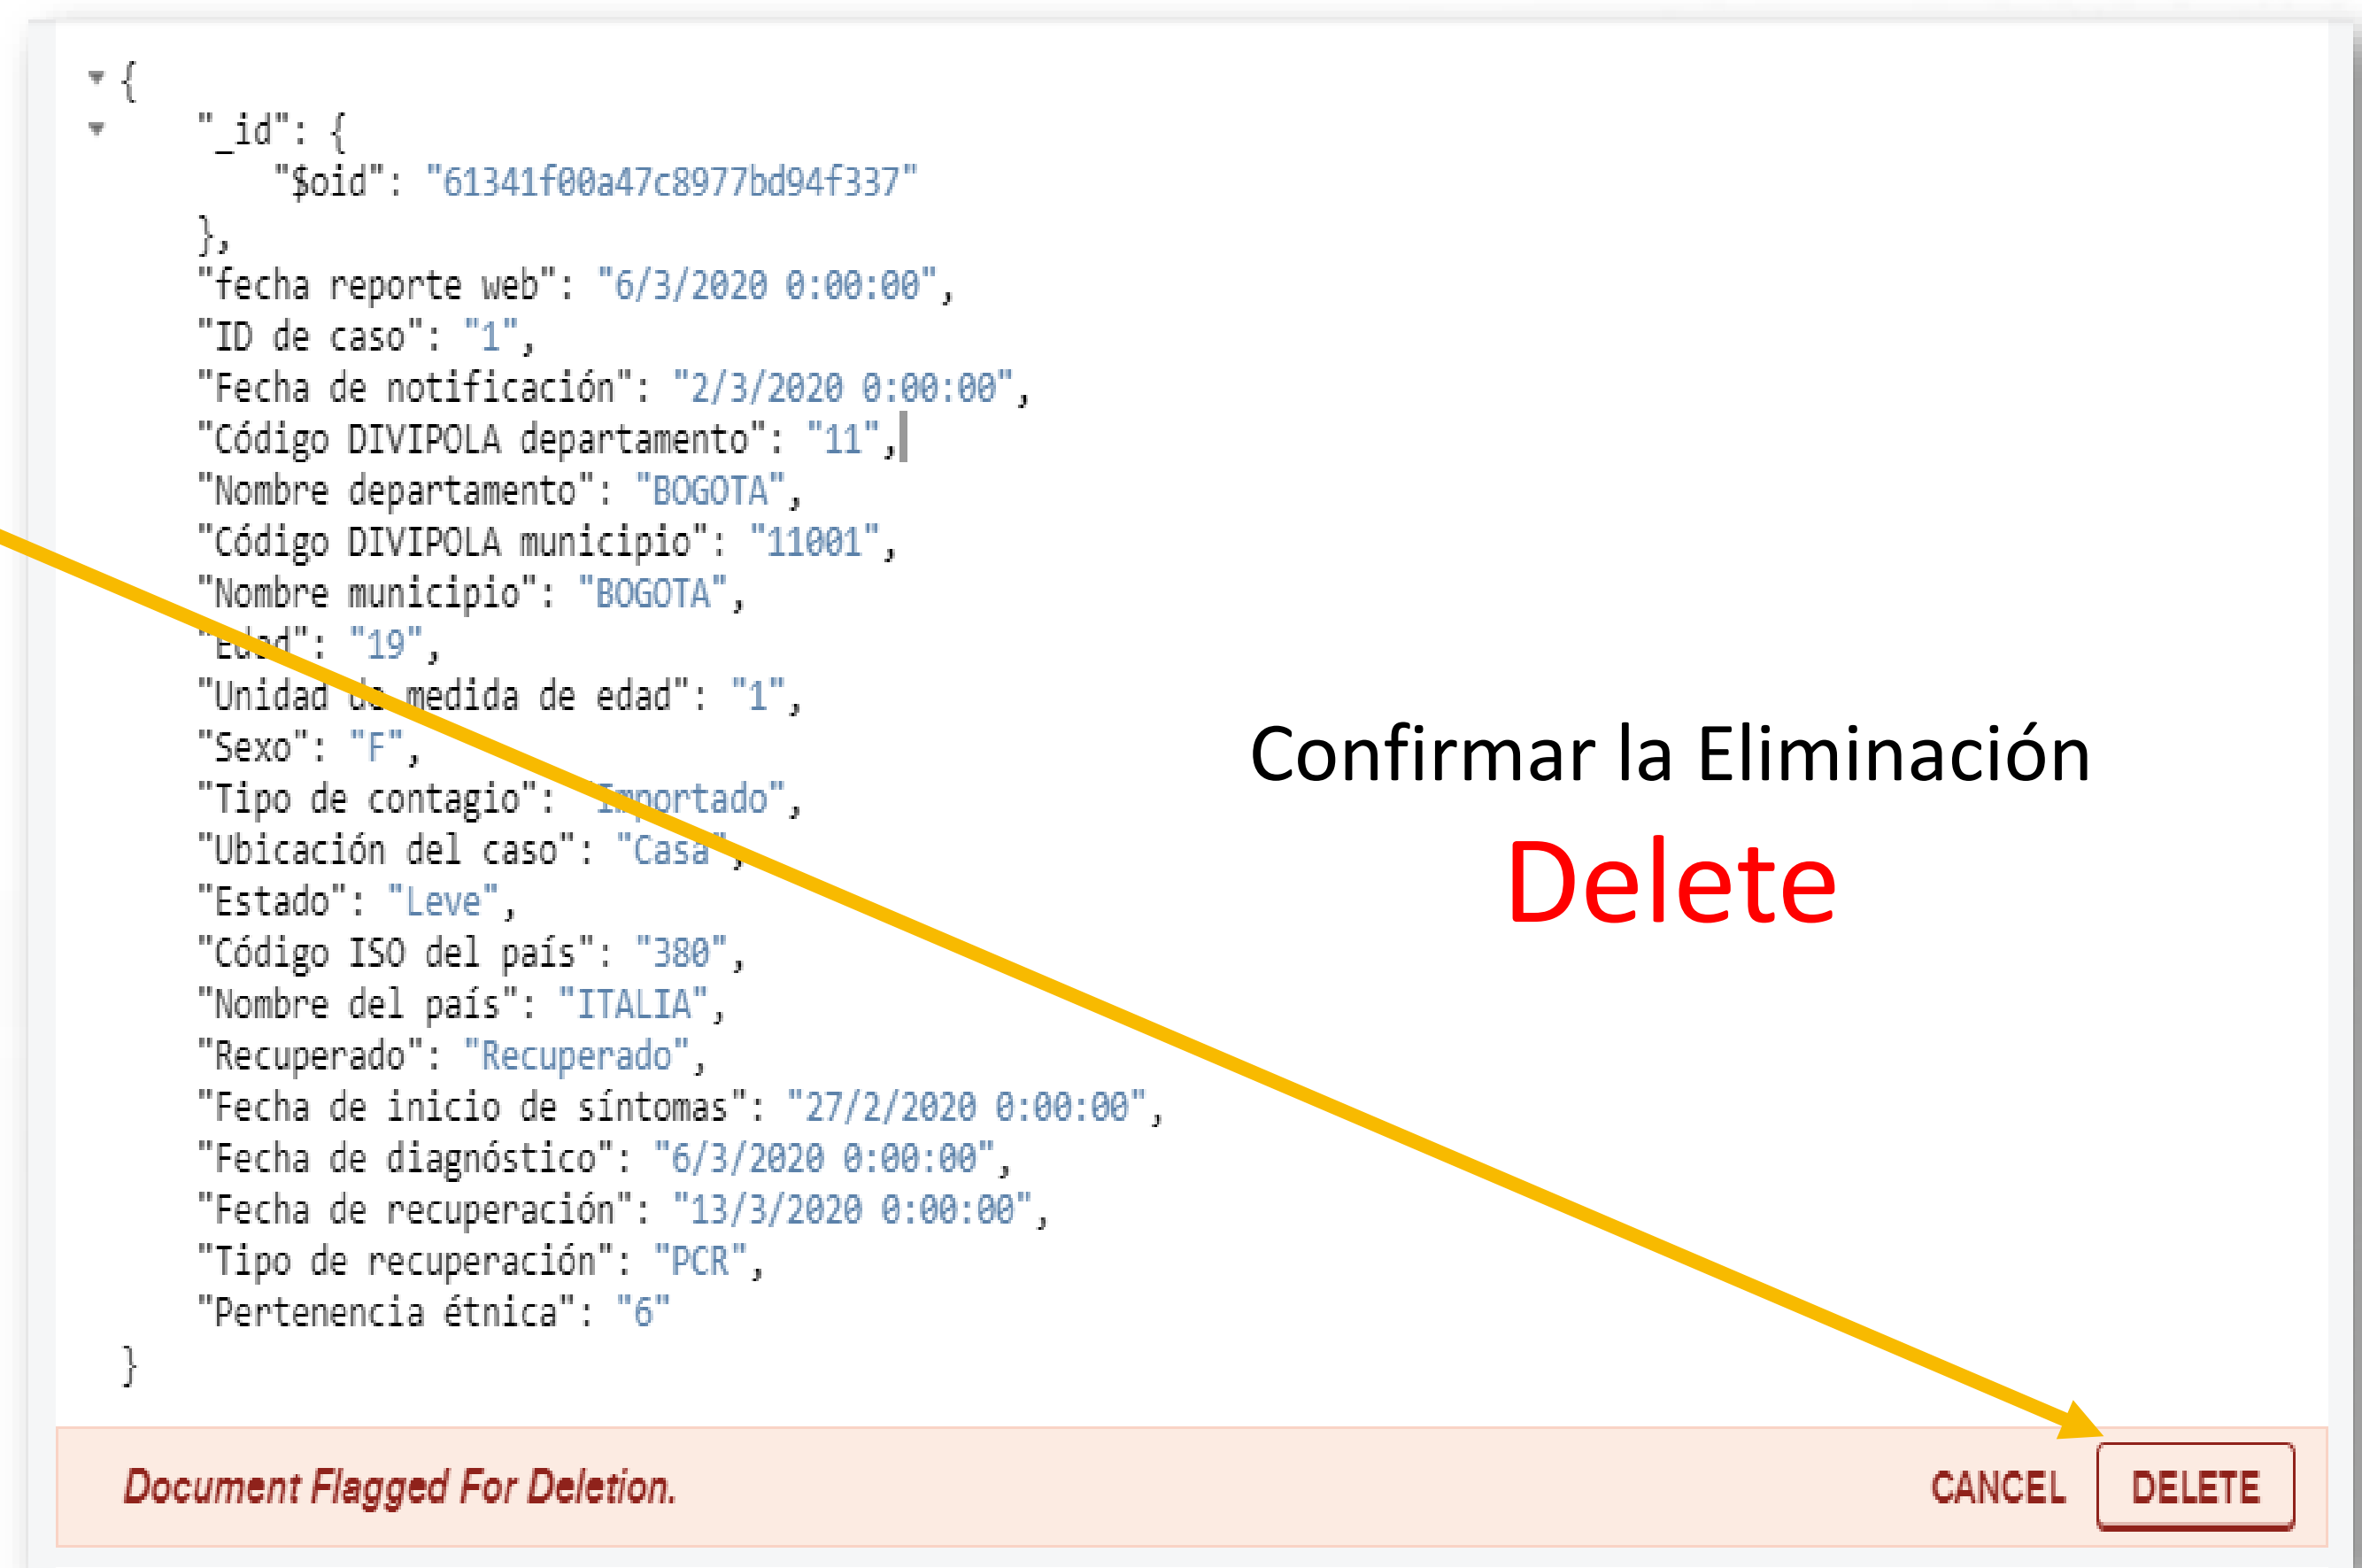 {
"_id": {
"$oid": "61341f00a47c8977bd94f337"
},
"fecha reporte web": "6/3/2020 0:00:00",
"ID de caso": "1",
"Fecha de notificación": "2/3/2020 0:00:00",
"Código DIVIPOLA departamento": "11",
"Nombre departamento": "BOGOTA",
"Código DIVIPOLA municipio": "11001",
"Nombre municipio": "BOGOTA",
"Edad": "19",
"Unidad de medida de edad": "1",
"Sexo": "F",
"Tipo de contagio": "Importado",
"Ubicación del caso": "Casa",
"Estado": "Leve",
"Código ISO del país": "380",
"Nombre del país": "ITALIA",
"Recuperado": "Recuperado",
"Fecha de inicio de síntomas": "27/2/2020 0:00:00",
"Fecha de diagnóstico": "6/3/2020 0:00:00",
"Fecha de recuperación": "13/3/2020 0:00:00",
"Tipo de recuperación": "PCR",
"Pertenencia étnica": "6"
}
Confirmar la Eliminación
Delete
Document Flagged For Deletion.
CANCEL
DELETE